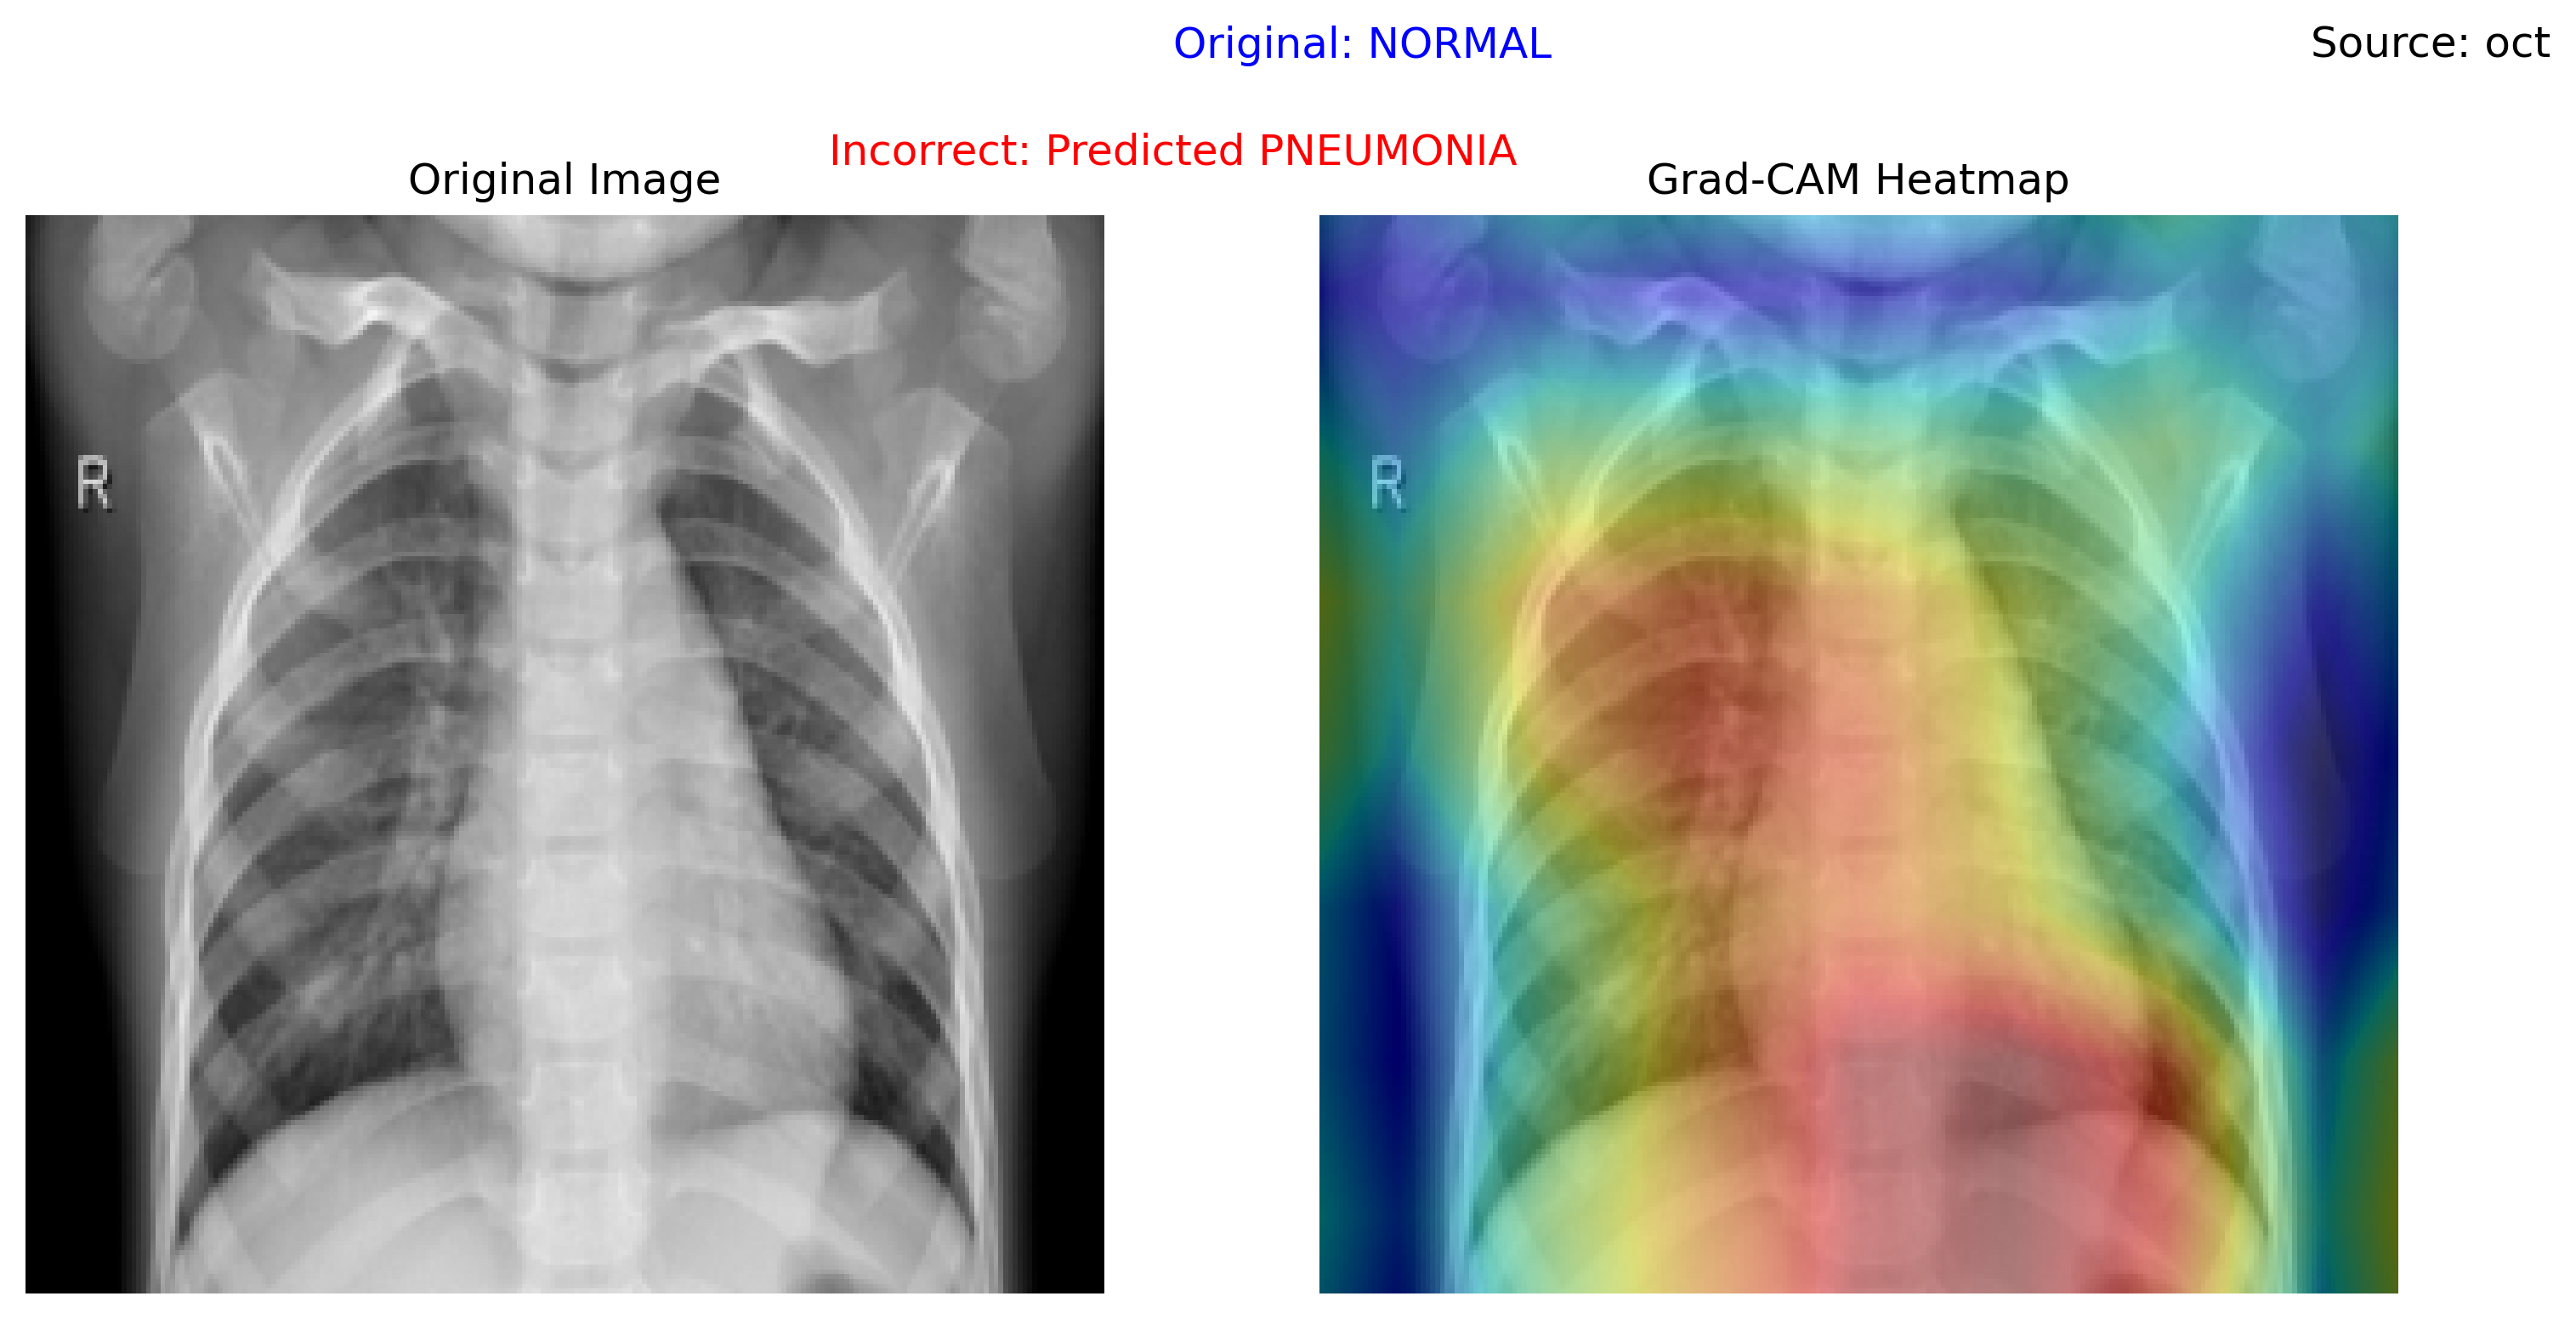 Original: NORMAL
Source: oct
Incorrect: Predicted PNEUMONIA
Original Image
Grad-CAM Heatmap
R
R